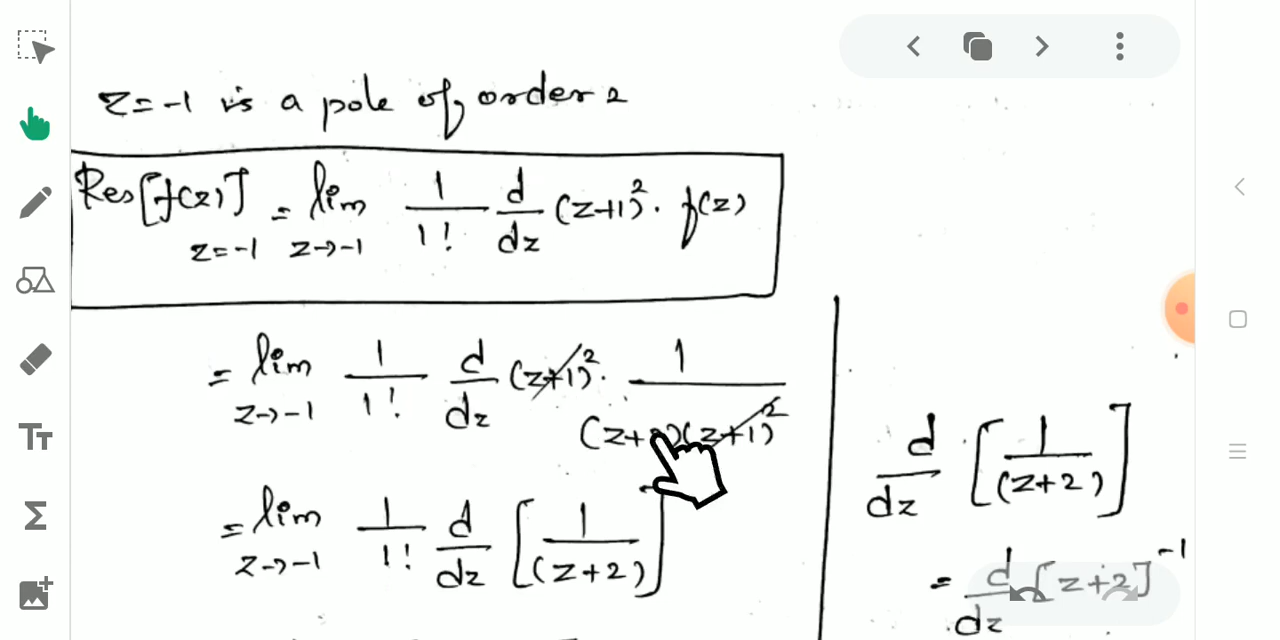 z = -1 is a pole of order 2
Res[f(z)] = lim 1/1! d/dz (z+1)² . f(z)
z = -1 z→-1
= lim 1/1! d/dz (z+1)² . 1/(z+2)(z+1)²
z→-1
= lim 1/1! d/dz [1/(z+2)]
z→-1
d/dz [1/(z+2)]
= d/dz [z+2]⁻¹
Tт
Σ